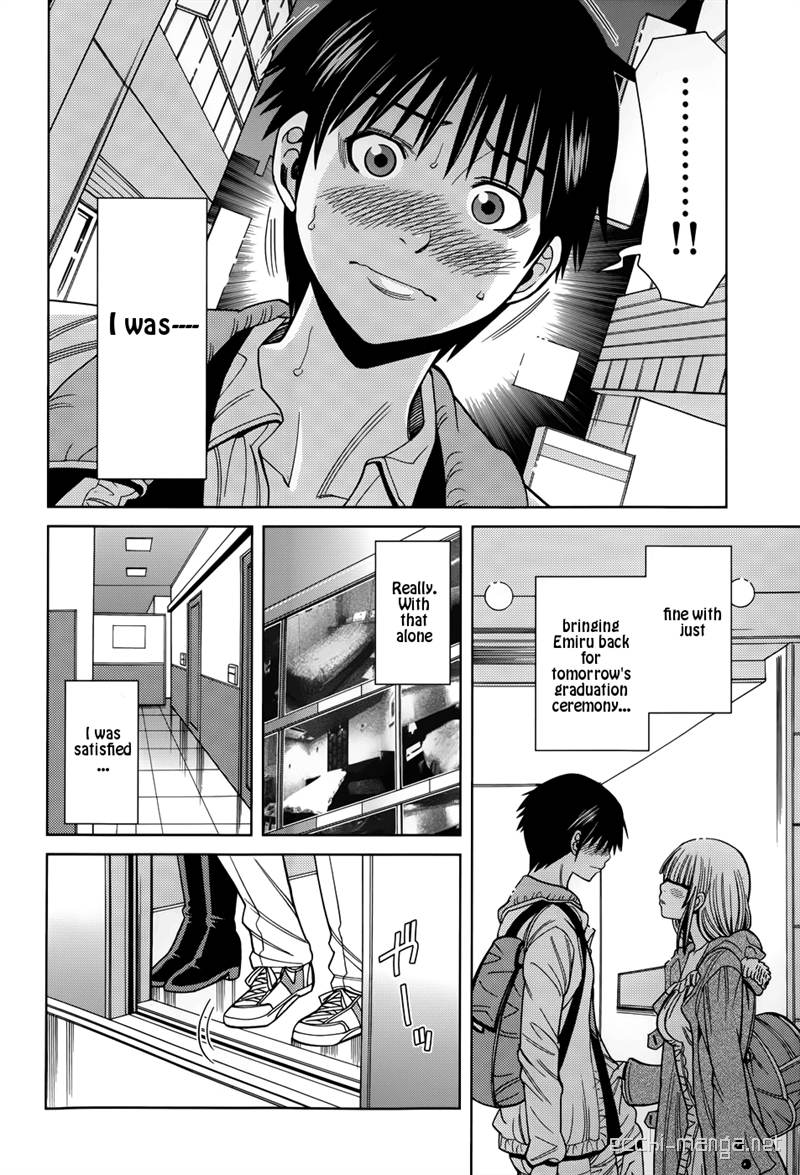 ………!!
I was----
fine with
just
bringing
Emiru back
for
tomorrow's
graduation
ceremony...
Really.
With
that
alone
I was
satisfied
...
ガーッ
ecchi-manga.net